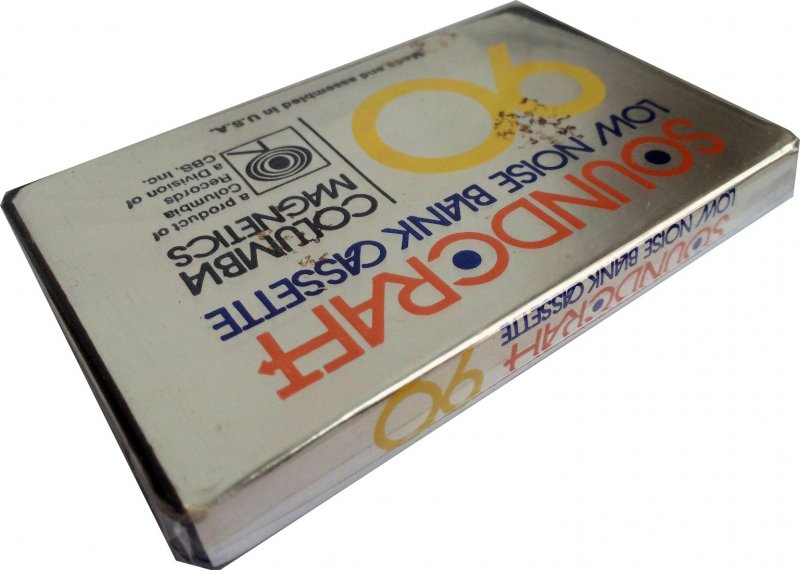 SOUNDCRAFT
LOW NOISE BLANK CASSETTE
90
COLUMBIA
MAGNETICS
a product of
Columbia
Records
a Division of
CBS, Inc.
Made and assembled in U.S.A.
SOUNDCRAFT
LOW NOISE BLANK CASSETTE
90